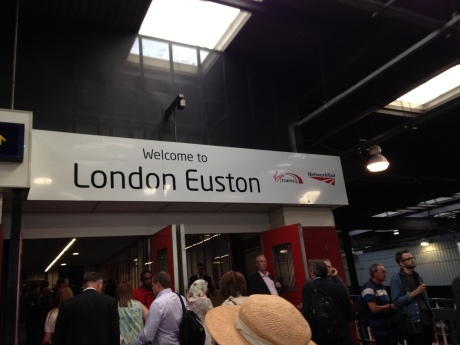 Welcome to
London Euston
Virgin trains
NetworkRail